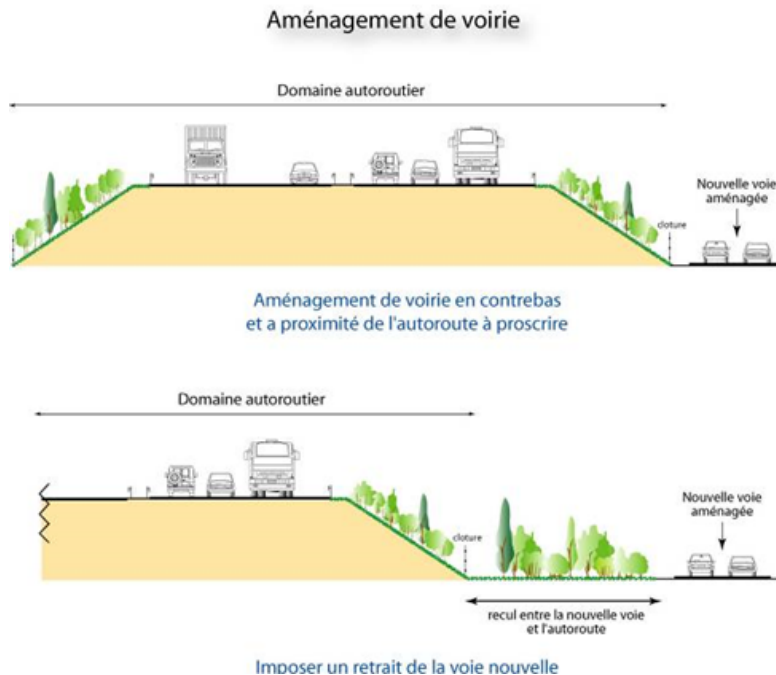 Aménagement de voirie
Domaine autoroutier
Nouvelle voie
aménagée
cloture
Aménagement de voirie en contrebas
et a proximité de l'autoroute à proscrire
Domaine autoroutier
Nouvelle voie
aménagée
cloture
recul entre la nouvelle voie
et l'autoroute
Imposer un retrait de la voie nouvelle